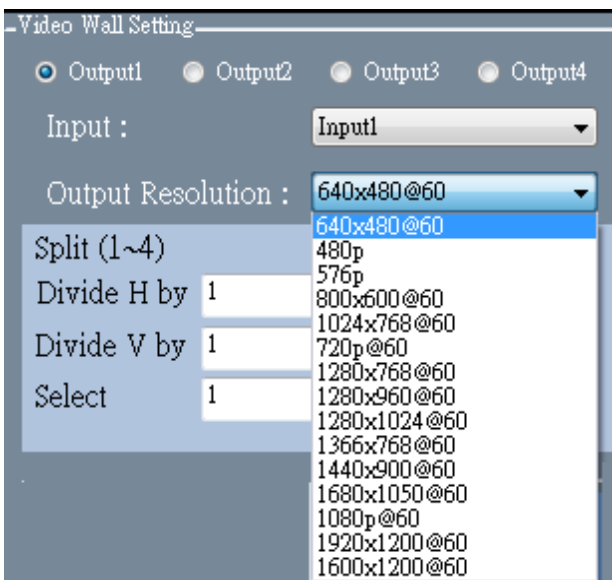 Video Wall Setting
Output1 Output2 Output3 Output4
Input : Input1
Output Resolution : 640x480@60
640x480@60
480p
576p
800x600@60
1024x768@60
720p@60
1280x768@60
1280x960@60
1280x1024@60
1366x768@60
1440x900@60
1680x1050@60
1080p@60
1920x1200@60
1600x1200@60
Split (1~4)
Divide H by 1
Divide V by 1
Select 1